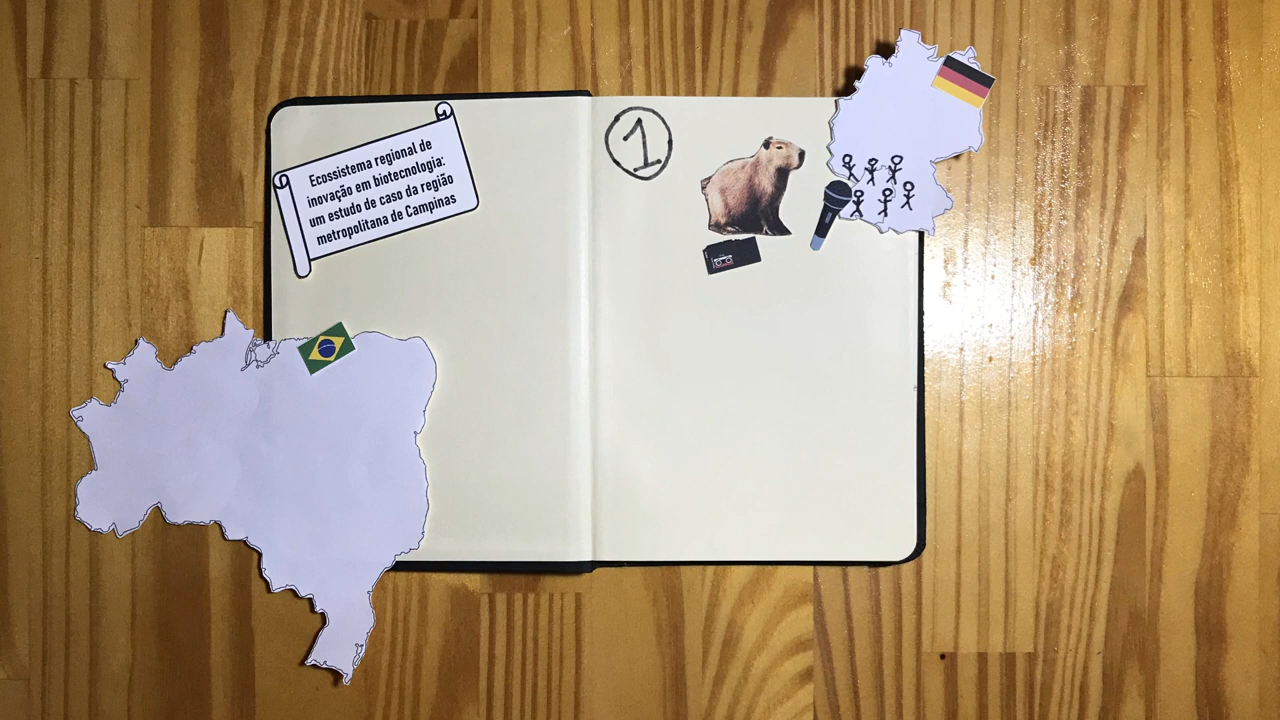 Ecossistema regional de
inovação em biotecnologia:
um estudo de caso da região
metropolitana de Campinas
1